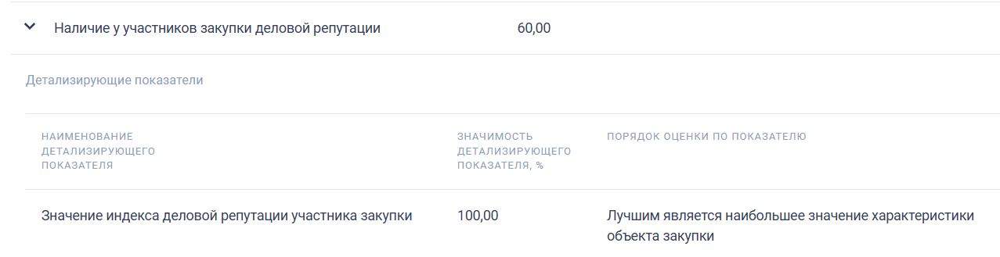 Наличие у участников закупки деловой репутации 60,00
Детализирующие показатели
НАИМЕНОВАНИЕ
ДЕТАЛИЗИРУЮЩЕГО
ПОКАЗАТЕЛЯ
ЗНАЧИМОСТЬ
ДЕТАЛИЗИРУЮЩЕГО
ПОКАЗАТЕЛЯ, %
ПОРЯДОК ОЦЕНКИ ПО ПОКАЗАТЕЛЮ
Значение индекса деловой репутации участника закупки
100,00
Лучшим является наибольшее значение характеристики
объекта закупки